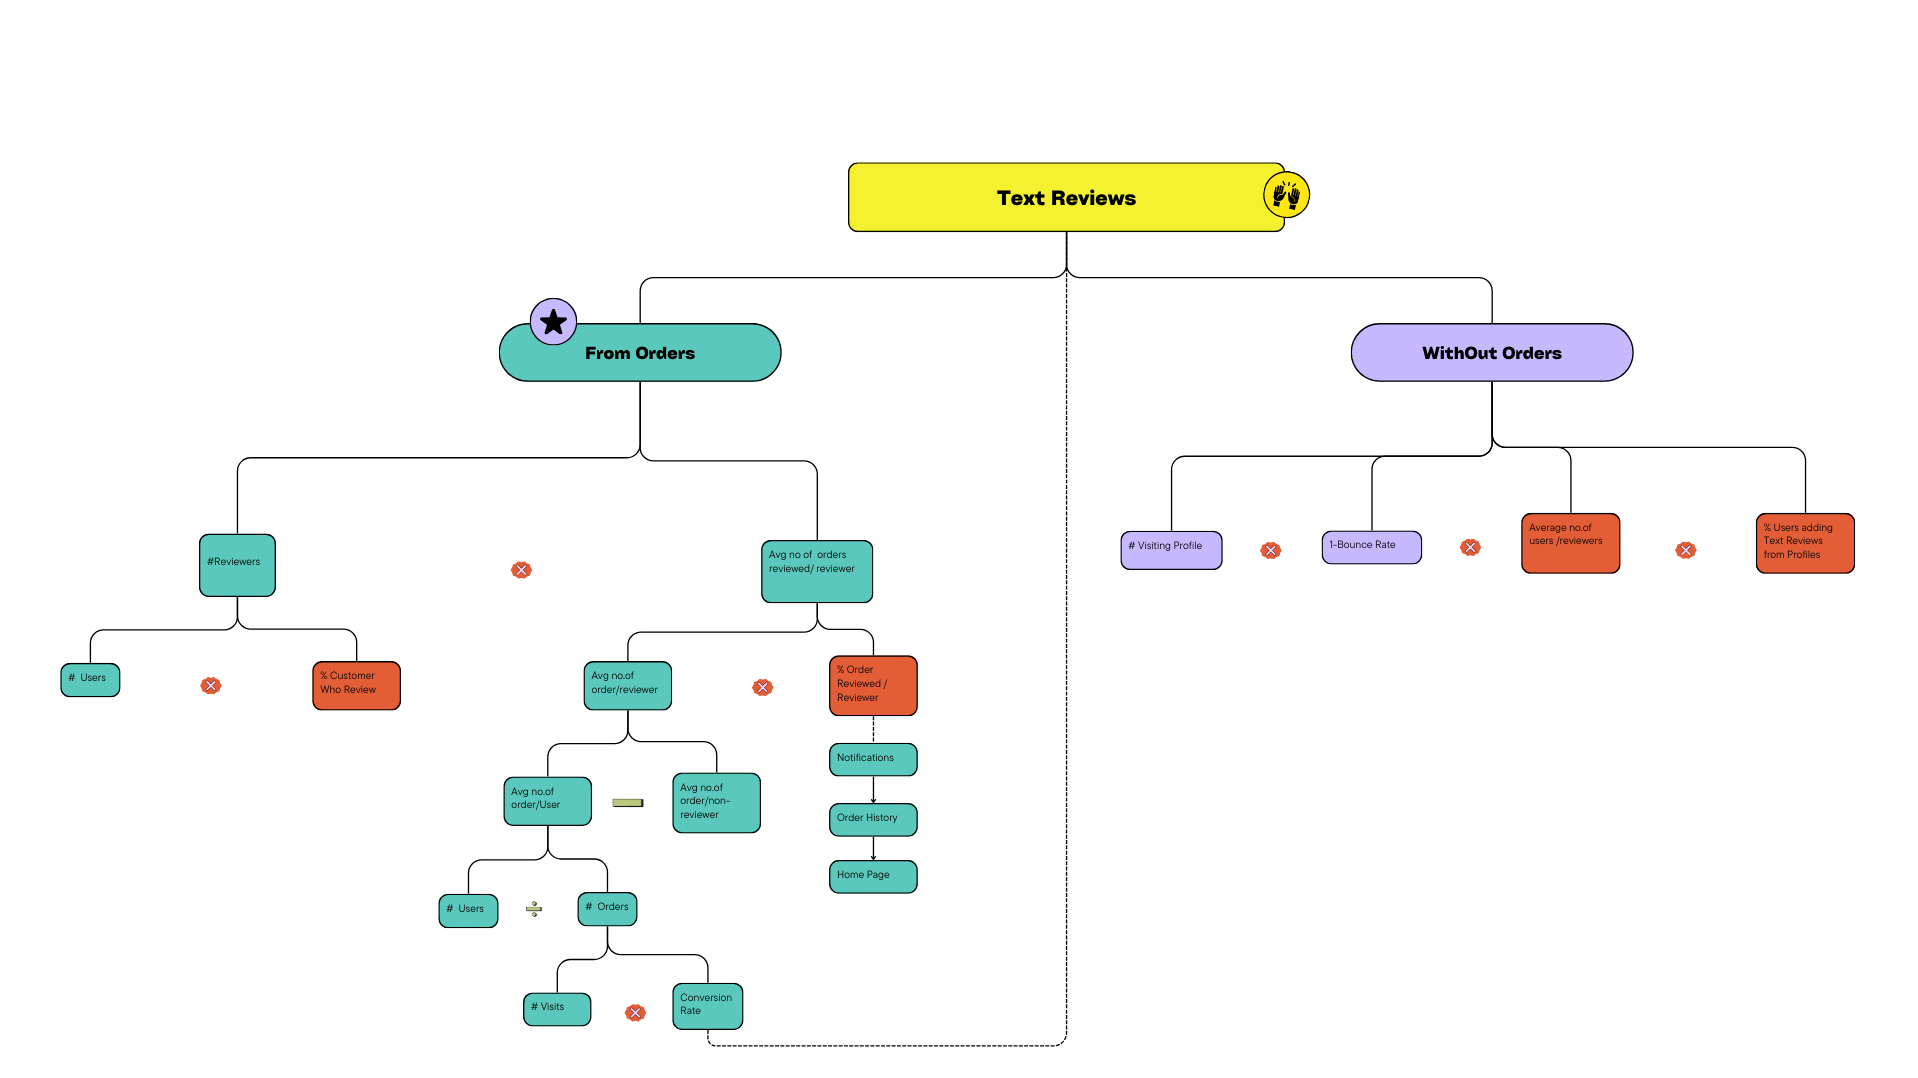 Text Reviews
From Orders
WithOut Orders
#Reviewers
Avg no of  orders
reviewed/ reviewer
# Visiting Profile
1-Bounce Rate
Average no.of
users /reviewers
% Users adding
Text Reviews
from Profiles
#  Users
% Customer
Who Review
Avg no.of
order/reviewer
% Order
Reviewed /
Reviewer
Notifications
Order History
Home Page
Avg no.of
order/User
Avg no.of
order/non-
reviewer
#  Users
÷
#  Orders
# Visits
Conversion
Rate